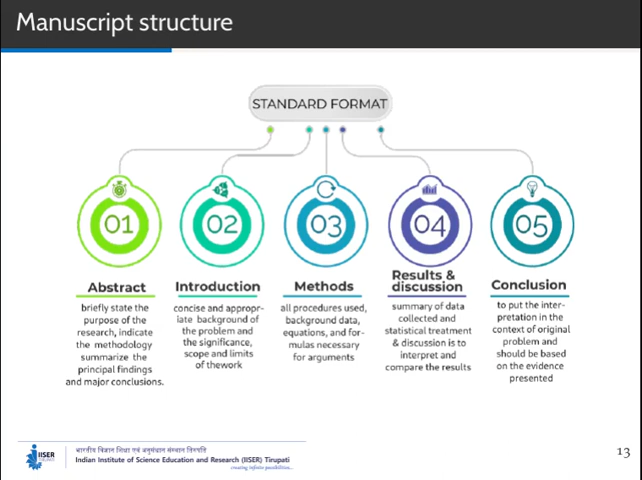 Manuscript structure
STANDARD FORMAT
01
02
03
04
05
Abstract
briefly state the
purpose of the
research, indicate
the methodology
summarize the
principal findings
and major conclusions.
Introduction
concise and appropr-
iate background of
the problem and
the significance,
scope and limits
of thework
Methods
all procedures used,
background data,
equations, and for-
mulas necessary
for arguments
Results &
discussion
summary of data
collected and
statistical treatment
& discussion is to
interpret and
compare the results
Conclusion
to put the inter-
pretation in the
context of original
problem and
should be based
on the evidence
presented
IISER
भारतीय विज्ञान शिक्षा एवं अनुसंधान संस्थान तिरुपति
Indian Institute of Science Education and Research (IISER) Tirupati
creating infinite possibilities...
13